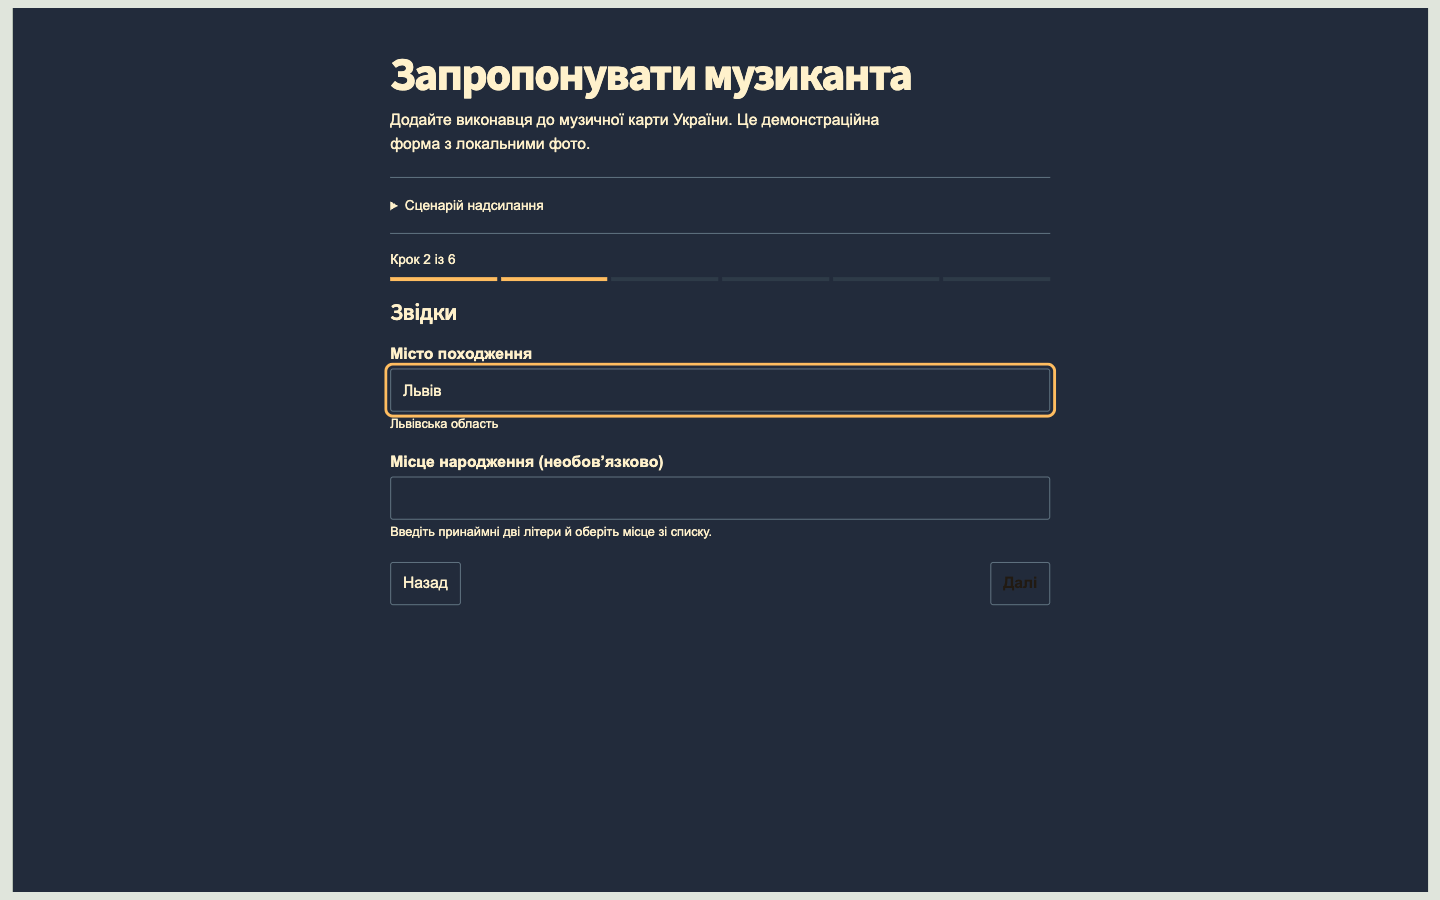 Запропонувати музиканта
Додайте виконавця до музичної карти України. Це демонстраційна
форма з локальними фото.
Сценарій надсилання
Крок 2 із 6
Звідки
Місто походження
Львів
Львівська область
Місце народження (необов’язково)
Введіть принаймні дві літери й оберіть місце зі списку.
Назад
Далі